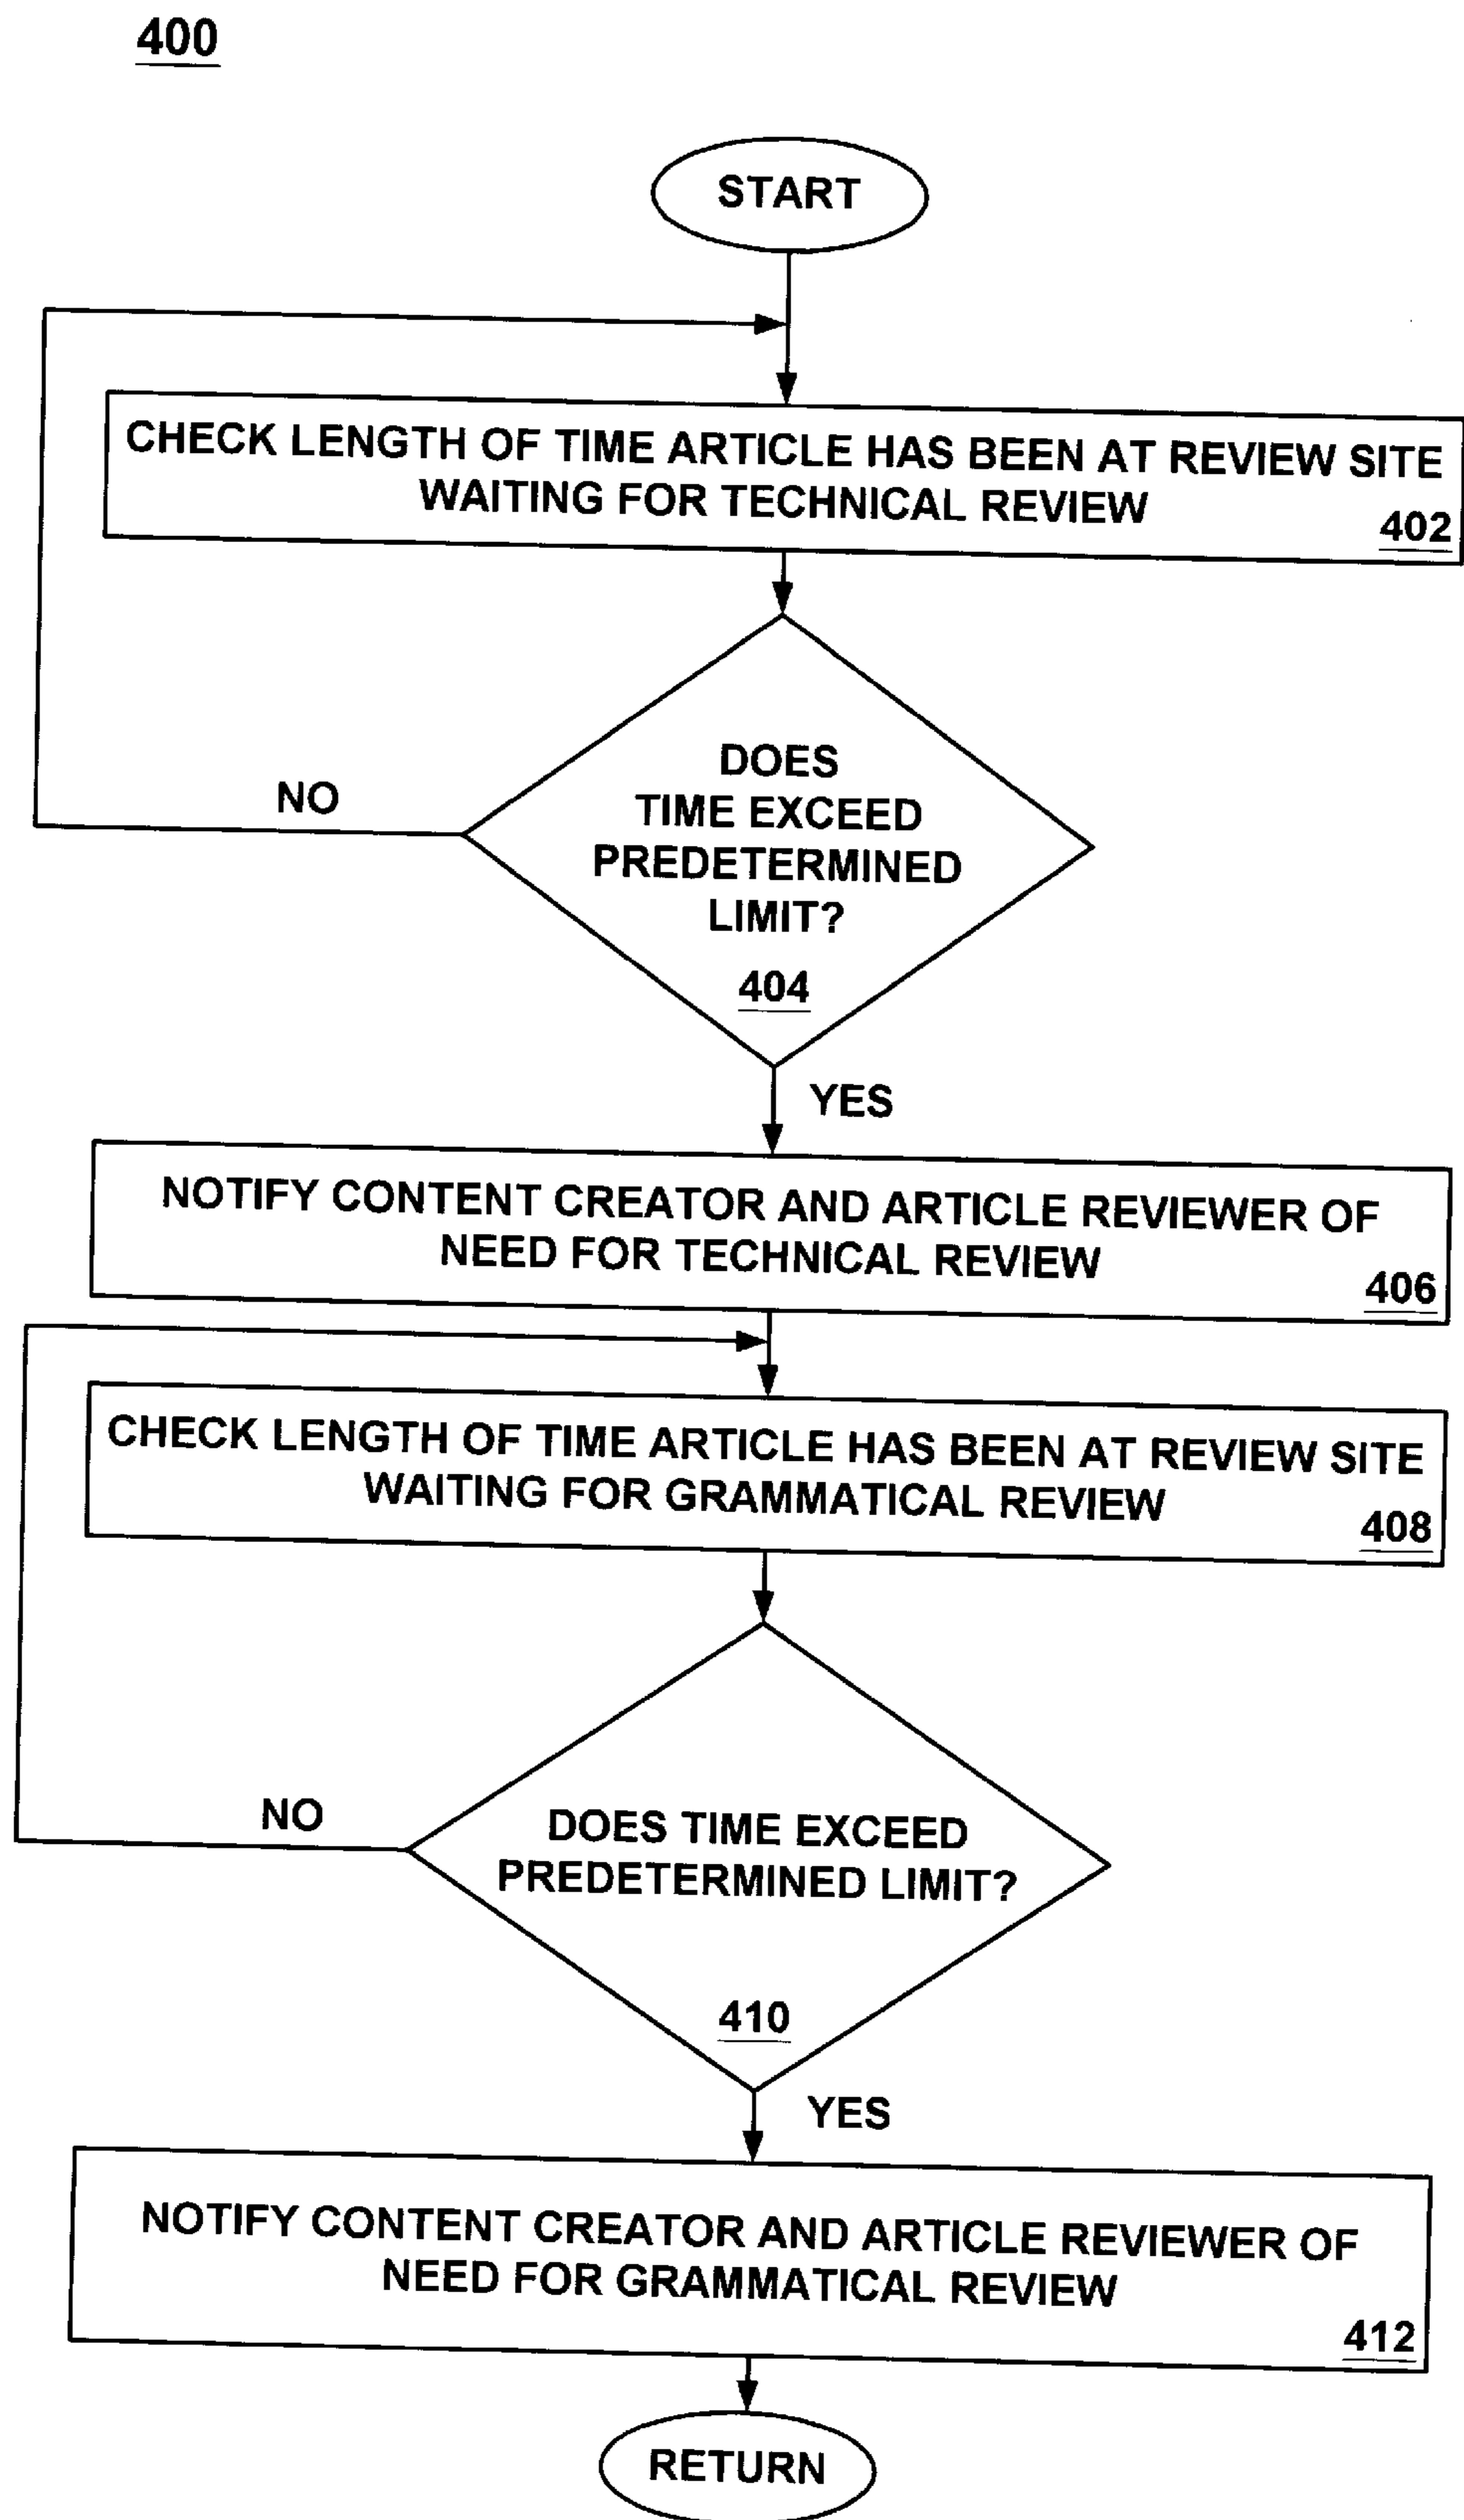 400
START
CHECK LENGTH OF TIME ARTICLE HAS BEEN AT REVIEW SITE
WAITING FOR TECHNICAL REVIEW
402
DOES
TIME EXCEED
PREDETERMINED
LIMIT?
404
NO
YES
NOTIFY CONTENT CREATOR AND ARTICLE REVIEWER OF
NEED FOR TECHNICAL REVIEW
406
CHECK LENGTH OF TIME ARTICLE HAS BEEN AT REVIEW SITE
WAITING FOR GRAMMATICAL REVIEW
408
NO
DOES TIME EXCEED
PREDETERMINED LIMIT?
410
YES
NOTIFY CONTENT CREATOR AND ARTICLE REVIEWER OF
NEED FOR GRAMMATICAL REVIEW
412
RETURN